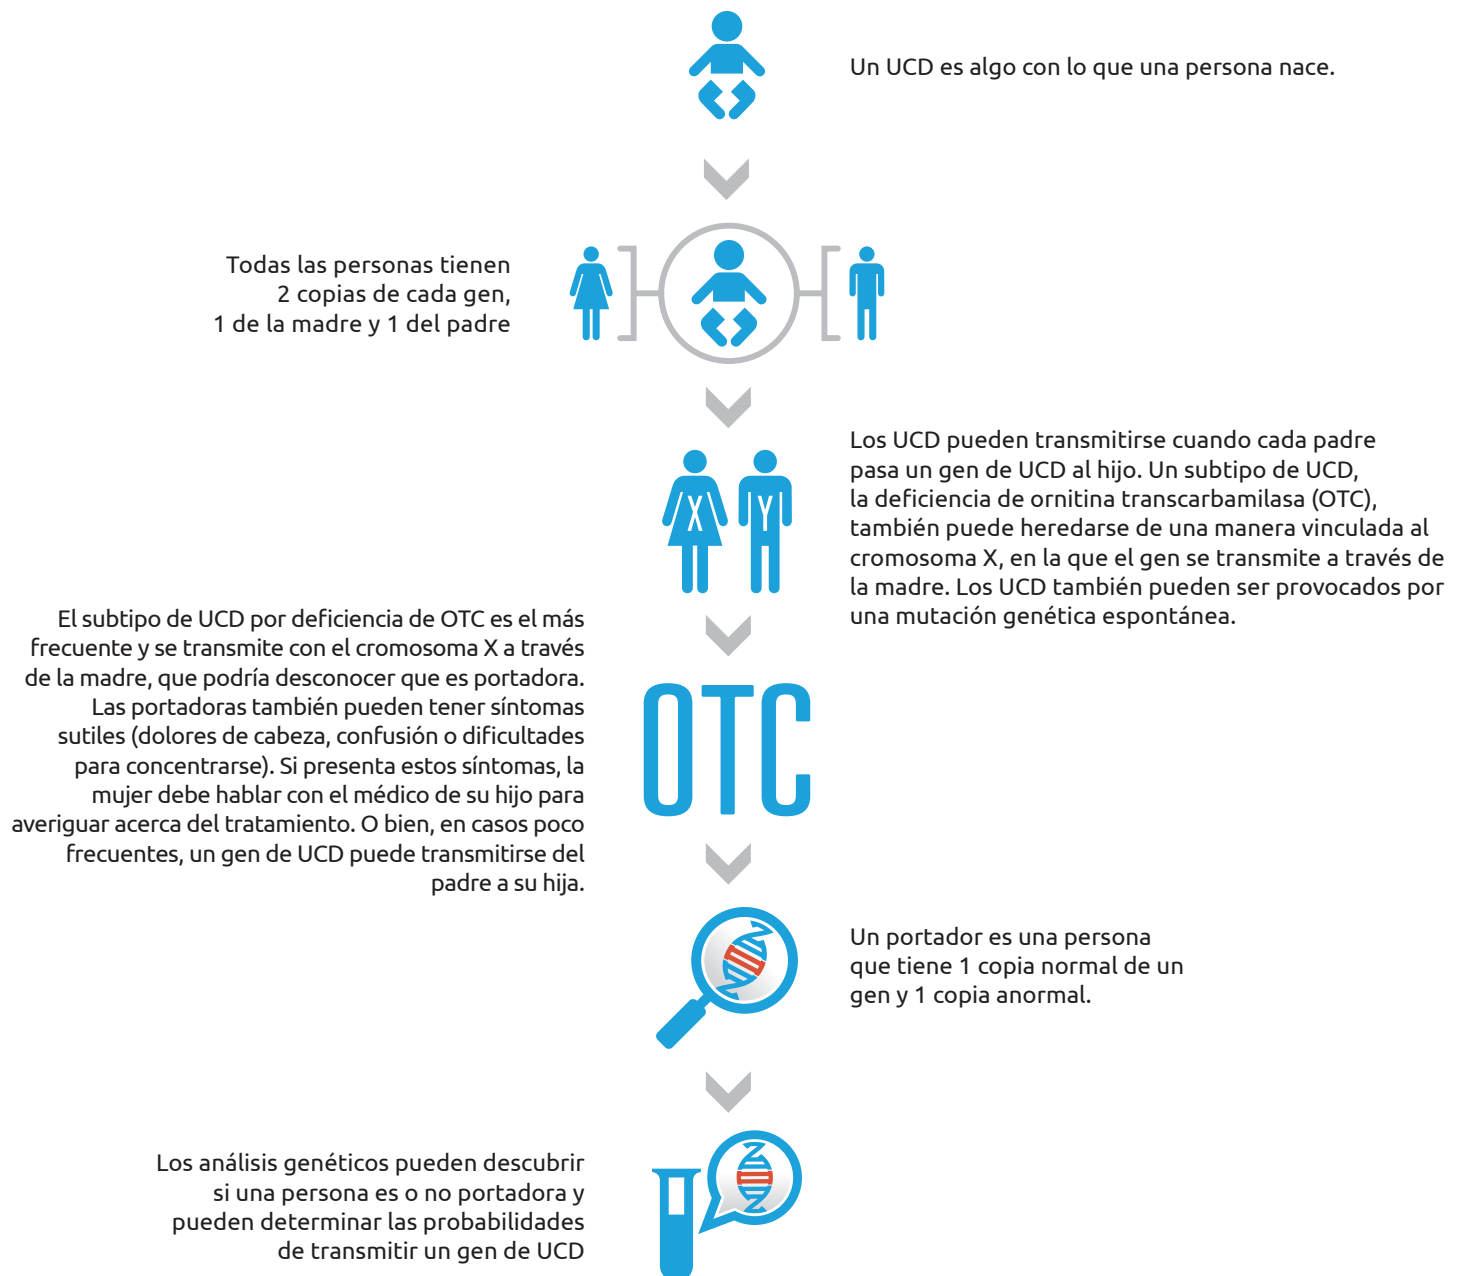 Un UCD es algo con lo que una persona nace.
Todas las personas tienen
2 copias de cada gen,
1 de la madre y 1 del padre
Los UCD pueden transmitirse cuando cada padre
pasa un gen de UCD al hijo. Un subtipo de UCD,
la deficiencia de ornitina transcarbamilasa (OTC),
también puede heredarse de una manera vinculada al
cromosoma X, en la que el gen se transmite a través de
la madre. Los UCD también pueden ser provocados por
una mutación genética espontánea.
X Y
El subtipo de UCD por deficiencia de OTC es el más
frecuente y se transmite con el cromosoma X a través
de la madre, que podría desconocer que es portadora.
Las portadoras también pueden tener síntomas
sutiles (dolores de cabeza, confusión o dificultades
para concentrarse). Si presenta estos síntomas, la
mujer debe hablar con el médico de su hijo para
averiguar acerca del tratamiento. O bien, en casos poco
frecuentes, un gen de UCD puede transmitirse del
padre a su hija.
OTC
Un portador es una persona
que tiene 1 copia normal de un
gen y 1 copia anormal.
Los análisis genéticos pueden descubrir
si una persona es o no portadora y
pueden determinar las probabilidades
de transmitir un gen de UCD